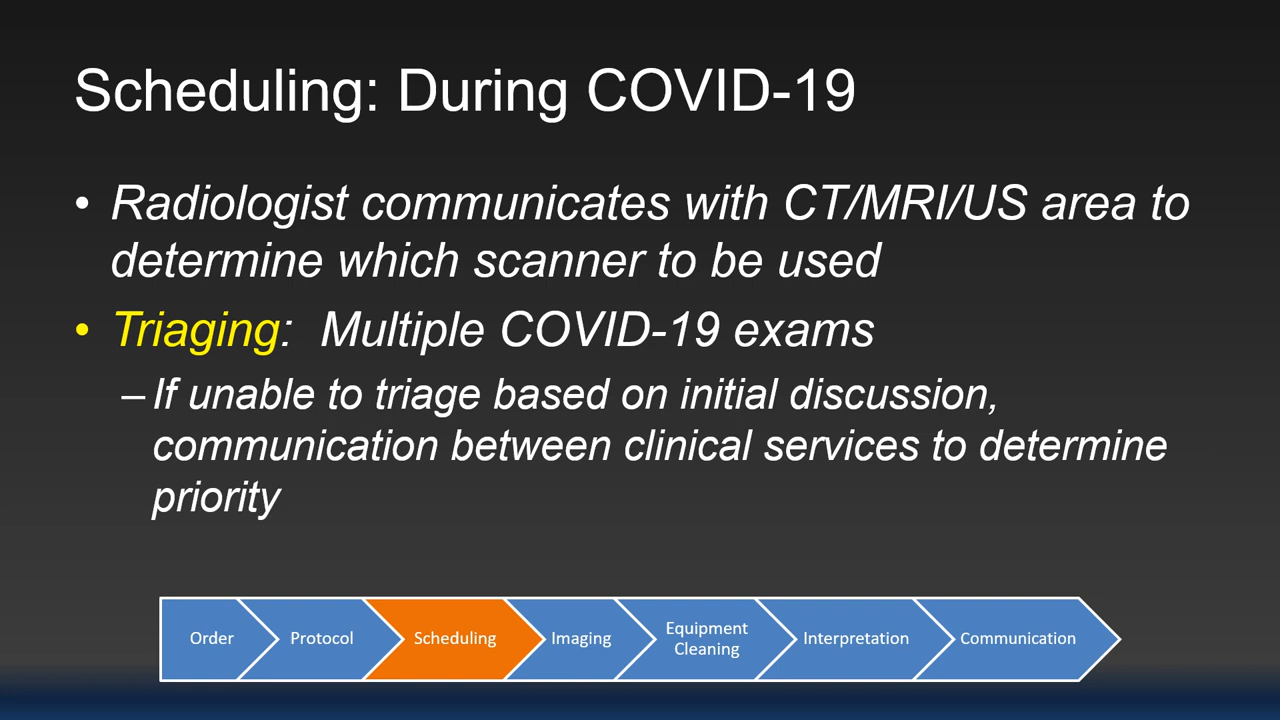 Scheduling: During COVID-19
• Radiologist communicates with CT/MRI/US area to
determine which scanner to be used
• Triaging: Multiple COVID-19 exams
– If unable to triage based on initial discussion,
communication between clinical services to determine
priority
Order
Protocol
Scheduling
Imaging
Equipment
Cleaning
Interpretation
Communication